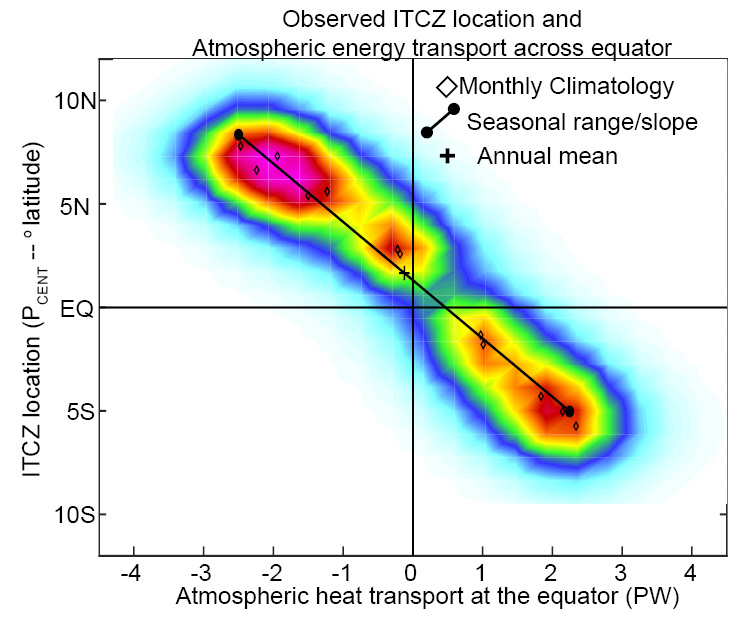 Observed ITCZ location and
Atmospheric energy transport across equator
Monthly Climatology
Seasonal range/slope
Annual mean
10N
5N
EQ
5S
10S
ITCZ location (PCENT -- º latitude)
-4 -3 -2 -1 0 1 2 3 4
Atmospheric heat transport at the equator (PW)